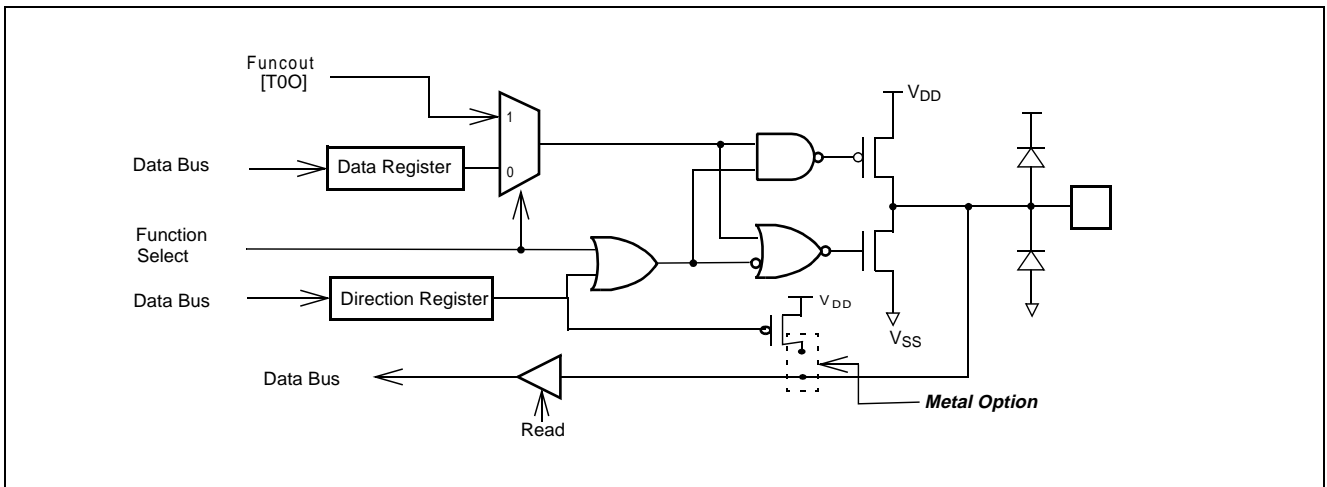 Funcout
[T0O]
1
VDD
Data Bus
Data Register
0
Function
Select
Data Bus
Direction Register
VDD
VSS
Data Bus
Metal Option
Read